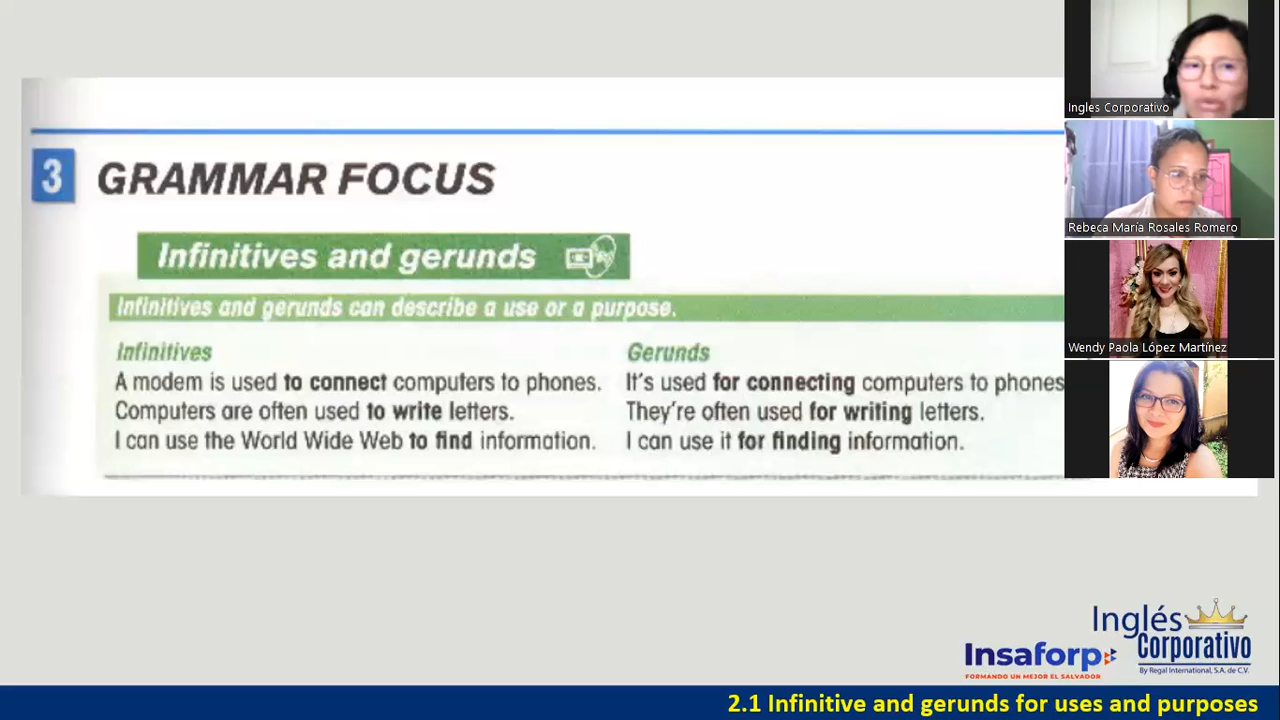 3 GRAMMAR FOCUS
Infinitives and gerunds
Infinitives and gerunds can describe a use or a purpose.
Infinitives
A modem is used to connect computers to phones.
Computers are often used to write letters.
I can use the World Wide Web to find information.
Gerunds
It's used for connecting computers to phones
They're often used for writing letters.
I can use it for finding information.
Ingles Corporativo
Rebeca María Rosales Romero
Wendy Paola López Martínez
Insaforp
FORMANDO UN MEJOR EL SALVADOR
Inglés
Corporativo
By Regal International, S.A. de C.V.
2.1 Infinitive and gerunds for uses and purposes